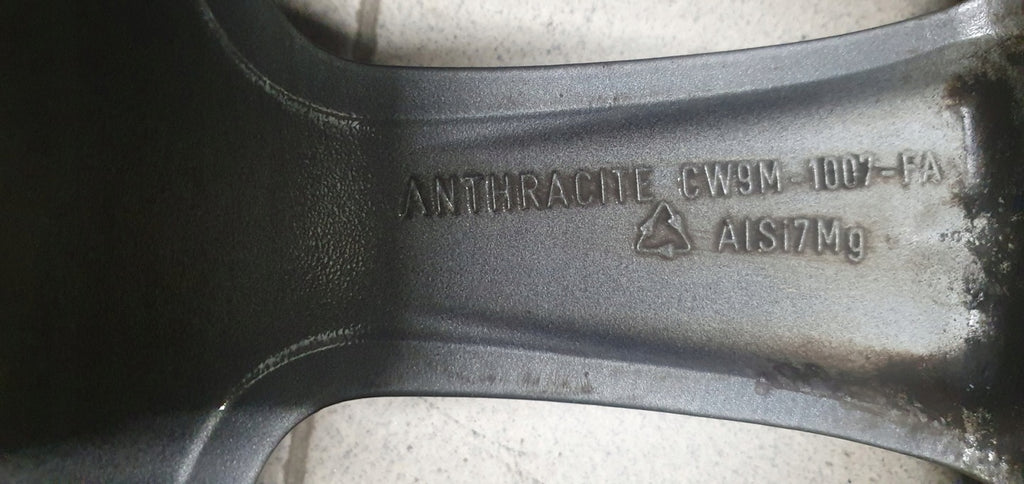 ANTHRACITE CW9M-1007-FA
AlSi7Mg